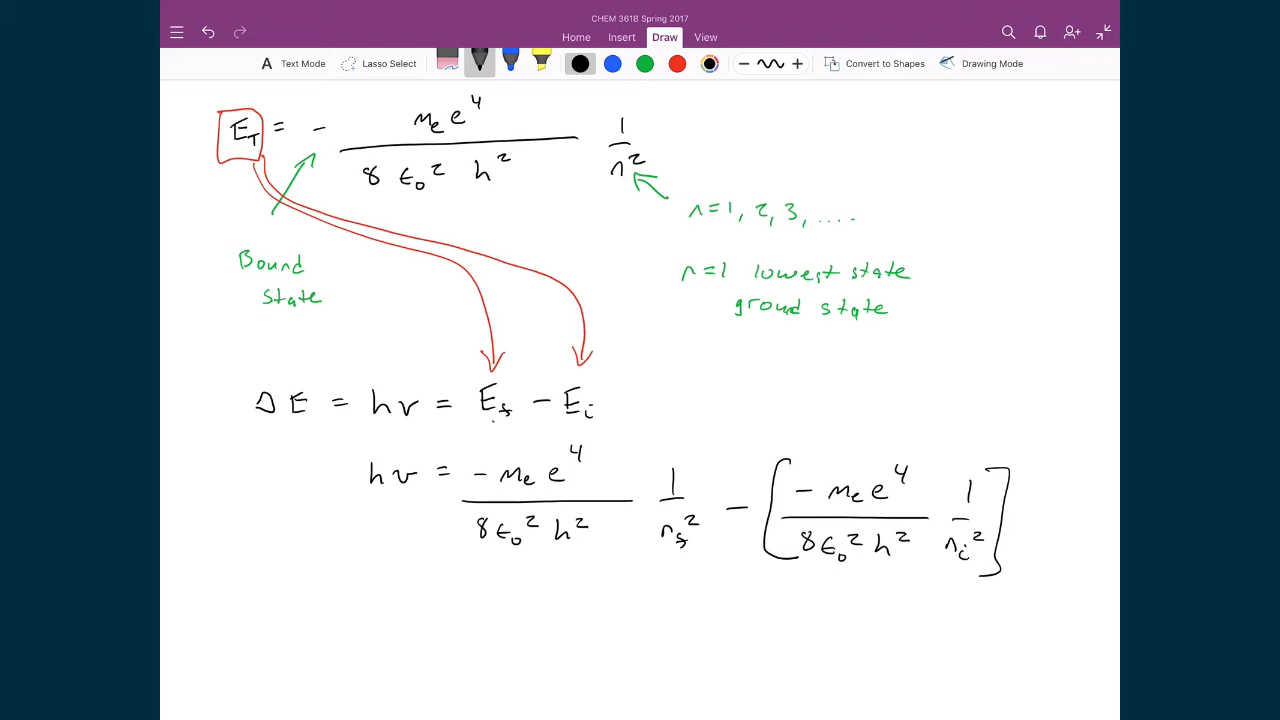 CHEM 361B Spring 2017
Home Insert Draw View
Text Mode Lasso Select Convert to Shapes Drawing Mode
E_T = - m_e e^4 / 8 ε_0^2 h^2 1/n^2
n=1, 2, 3, ....
Bound
state
n=1 lowest state
ground state
ΔE = hν = E_f - E_i
hν = - m_e e^4 / 8 ε_0^2 h^2 1/n_f^2 - [ - m_e e^4 / 8 ε_0^2 h^2 1/n_i^2 ]